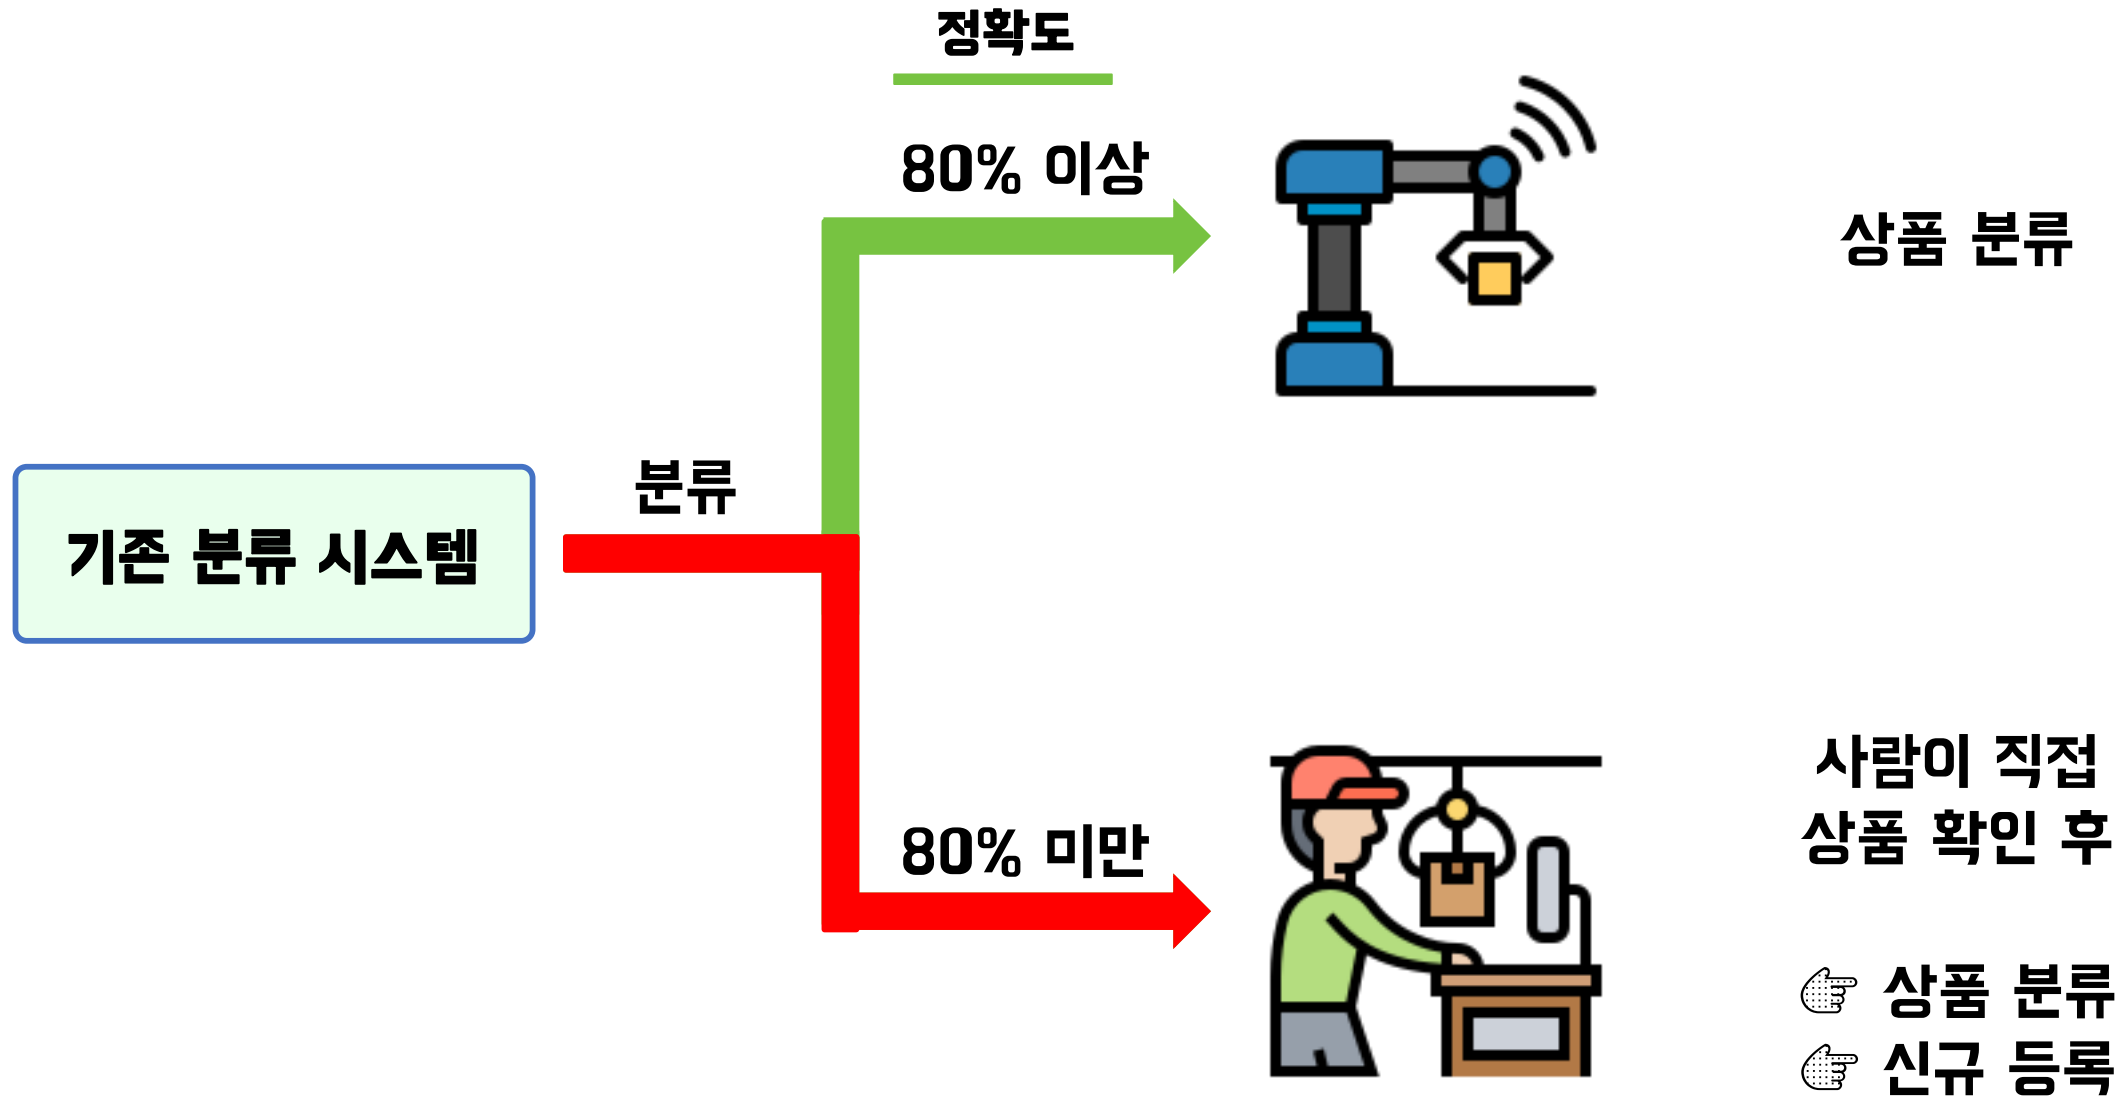 정확도
80% 이상
상품 분류
분류
기존 분류 시스템
80% 미만
사람이 직접
상품 확인 후
☞ 상품 분류
☞ 신규 등록